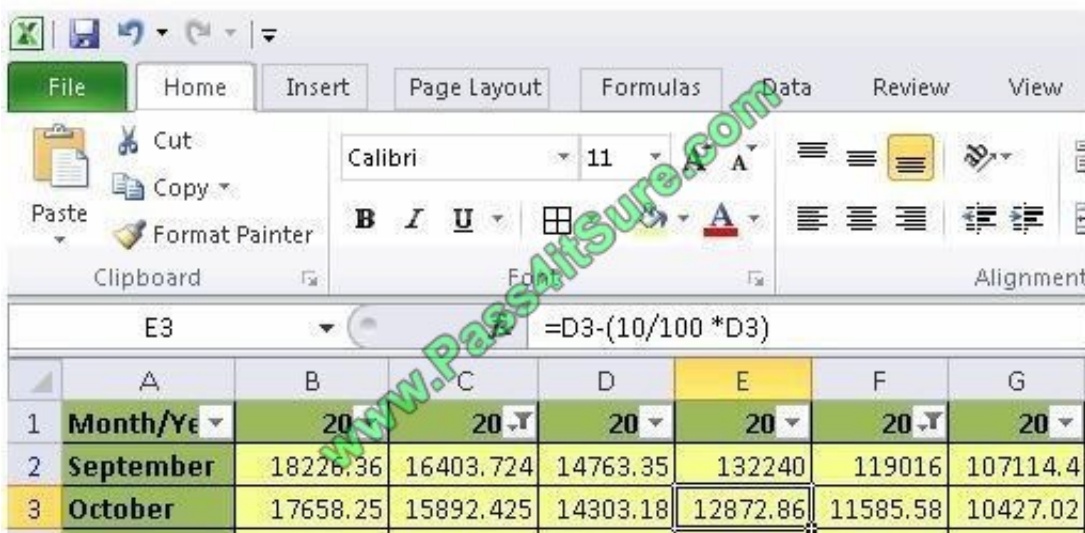 File Home Insert Page Layout Formulas Data Review View
Cut
Copy
Paste
Format Painter
Clipboard
Calibri 11 A A
B I U A
Font
Alignment
www.Pass4itSure.com
E3 fx =D3-(10/100 *D3)
A B C D E F G
1 Month/Ye 20 20 20 20 20 20
2 September 18226.36 16403.724 14763.35 132240 119016 107114.4
3 October 17658.25 15892.425 14303.18 12872.86 11585.58 10427.02